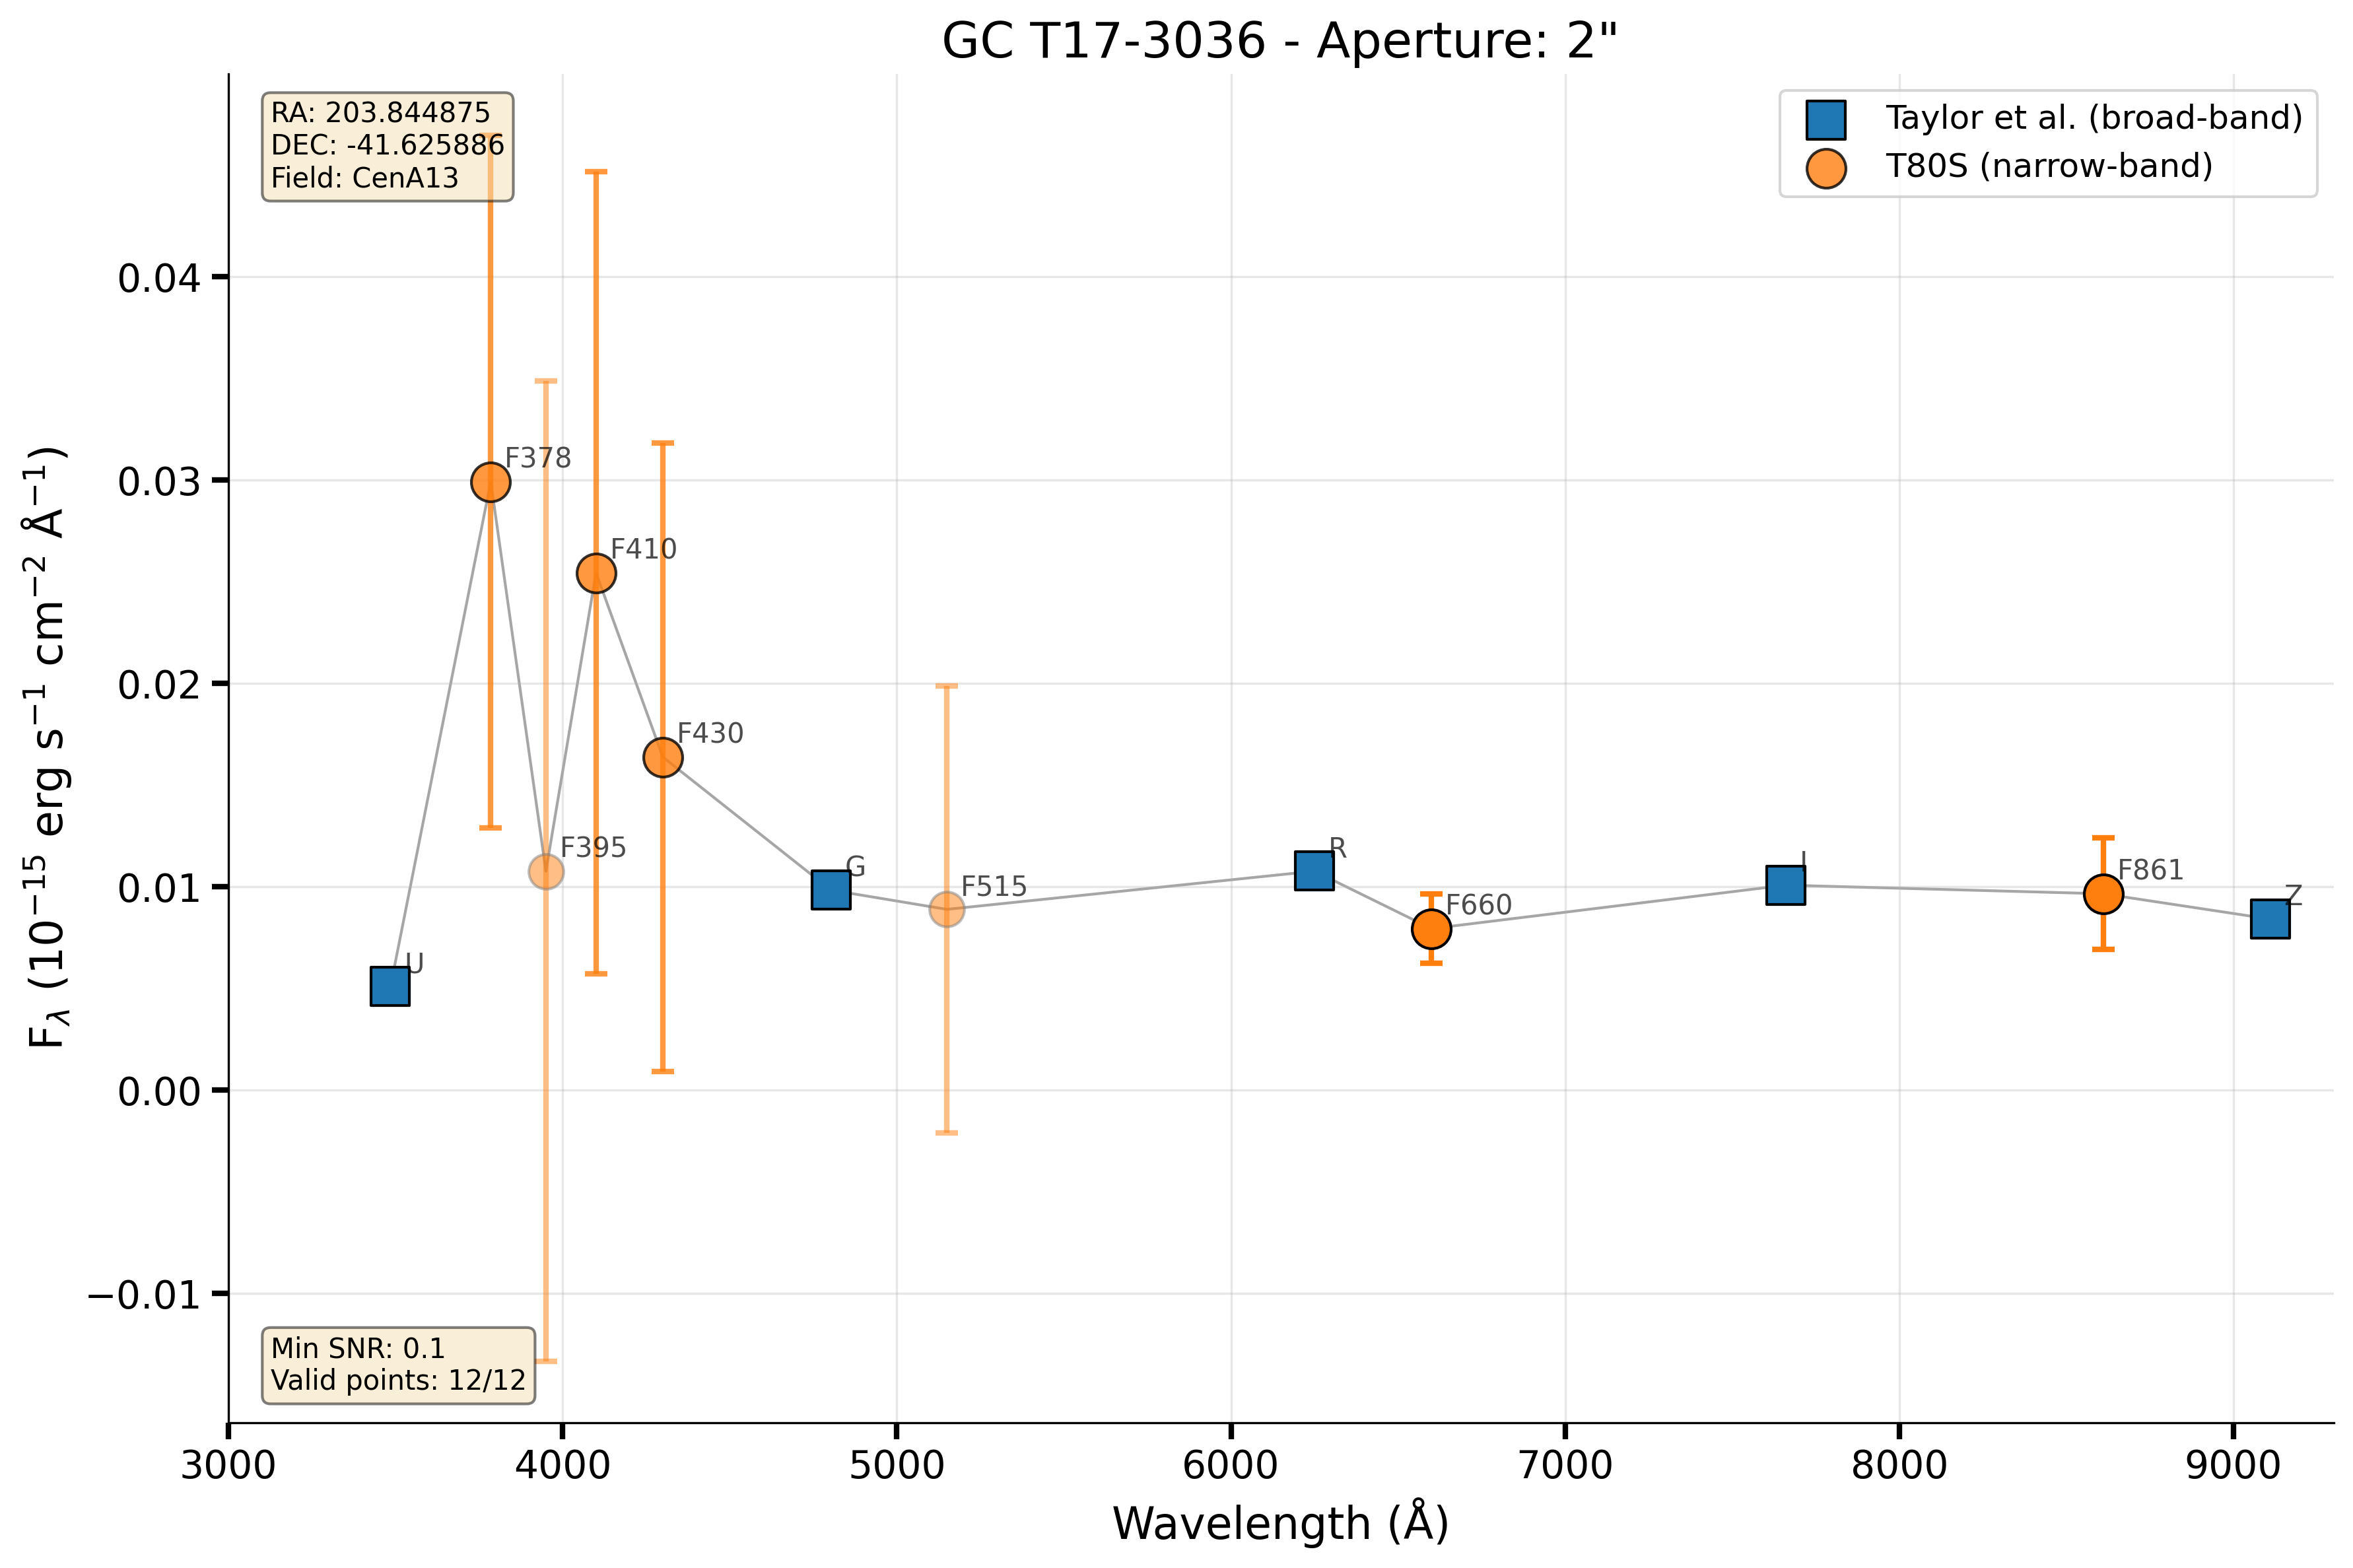 GC T17-3036 - Aperture: 2"
RA: 203.844875
DEC: -41.625886
Field: CenA13
Taylor et al. (broad-band)
T80S (narrow-band)
F_λ (10⁻¹⁵ erg s⁻¹ cm⁻² Å⁻¹)
0.04
0.03
0.02
0.01
0.00
−0.01
U
F378
F395
F410
F430
G
F515
R
F660
I
F861
Z
Min SNR: 0.1
Valid points: 12/12
3000 4000 5000 6000 7000 8000 9000
Wavelength (Å)